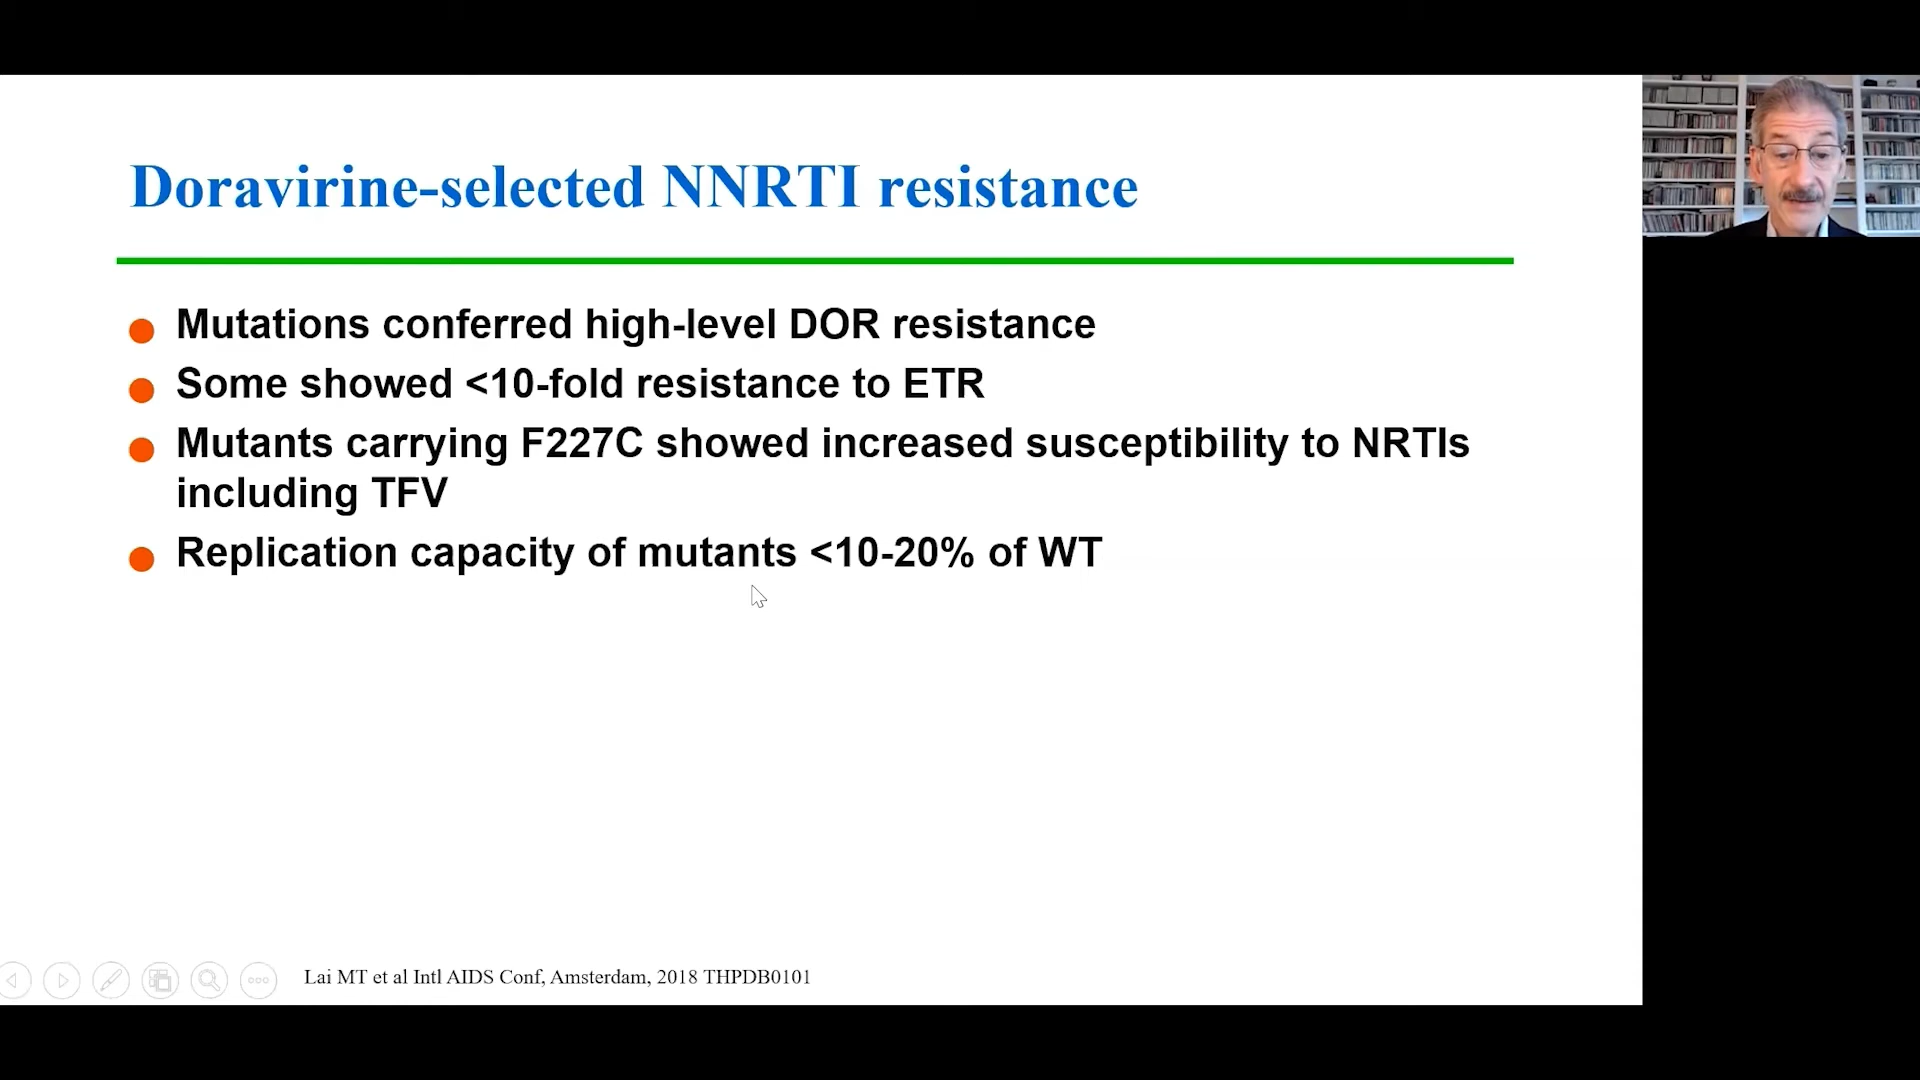 Doravirine-selected NNRTI resistance
Mutations conferred high-level DOR resistance
Some showed <10-fold resistance to ETR
Mutants carrying F227C showed increased susceptibility to NRTIs
including TFV
Replication capacity of mutants <10-20% of WT
Lai MT et al Intl AIDS Conf, Amsterdam, 2018 THPDB0101